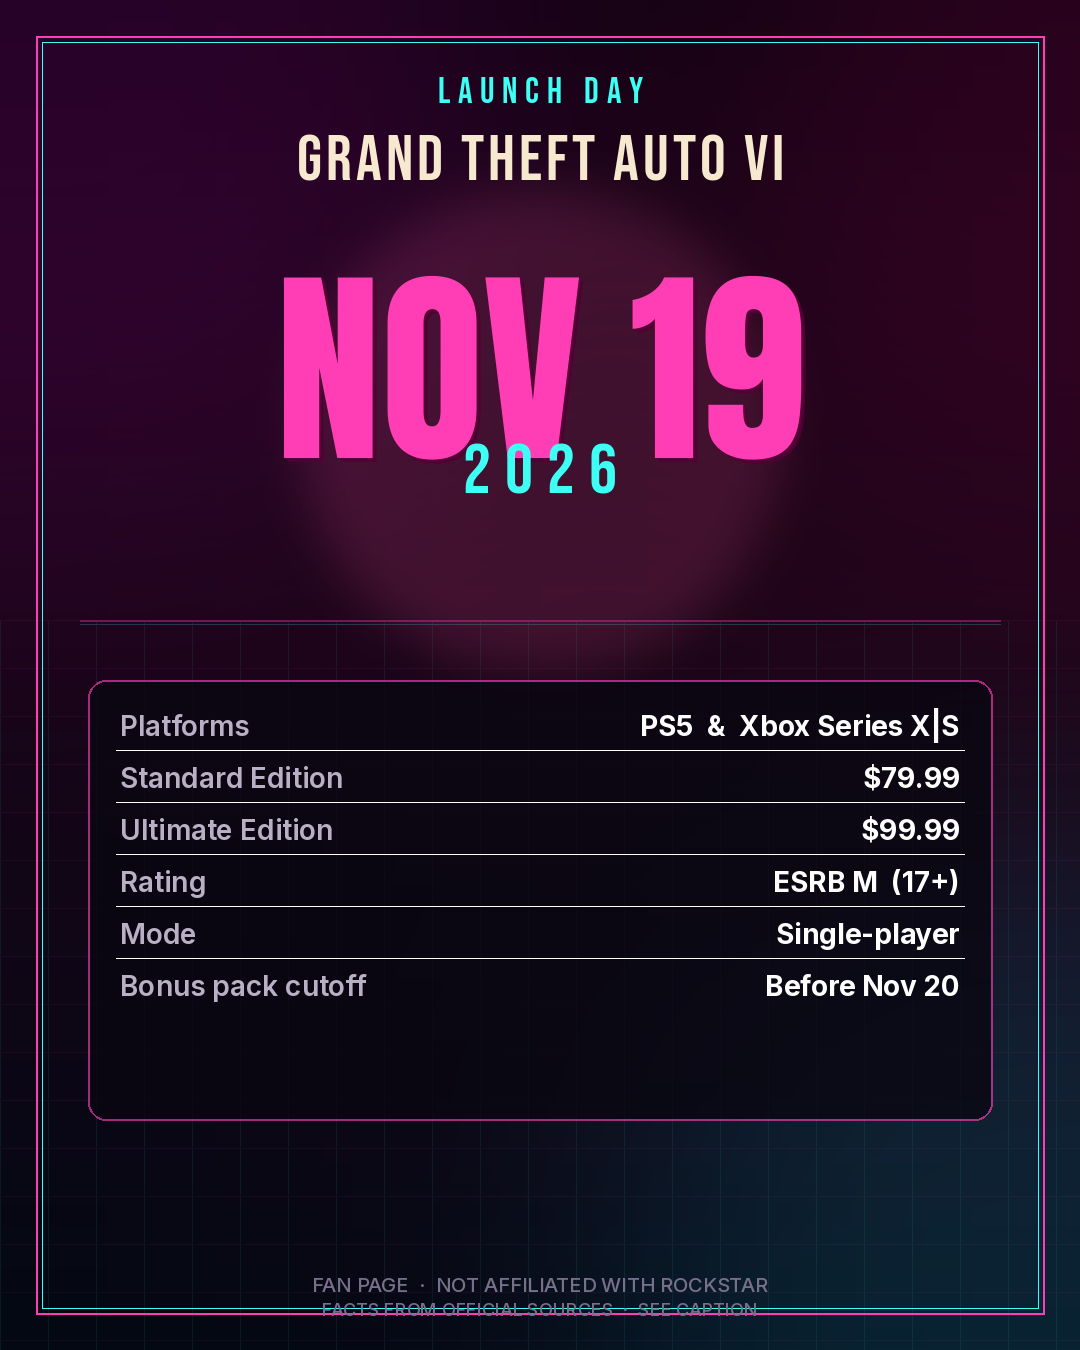 LAUNCH DAY
GRAND THEFT AUTO VI
NOV 19
2026
Platforms PS5 & Xbox Series X|S
Standard Edition $79.99
Ultimate Edition $99.99
Rating ESRB M (17+)
Mode Single-player
Bonus pack cutoff Before Nov 20
FAN PAGE · NOT AFFILIATED WITH ROCKSTAR
FACTS FROM OFFICIAL SOURCES · SEE CAPTION